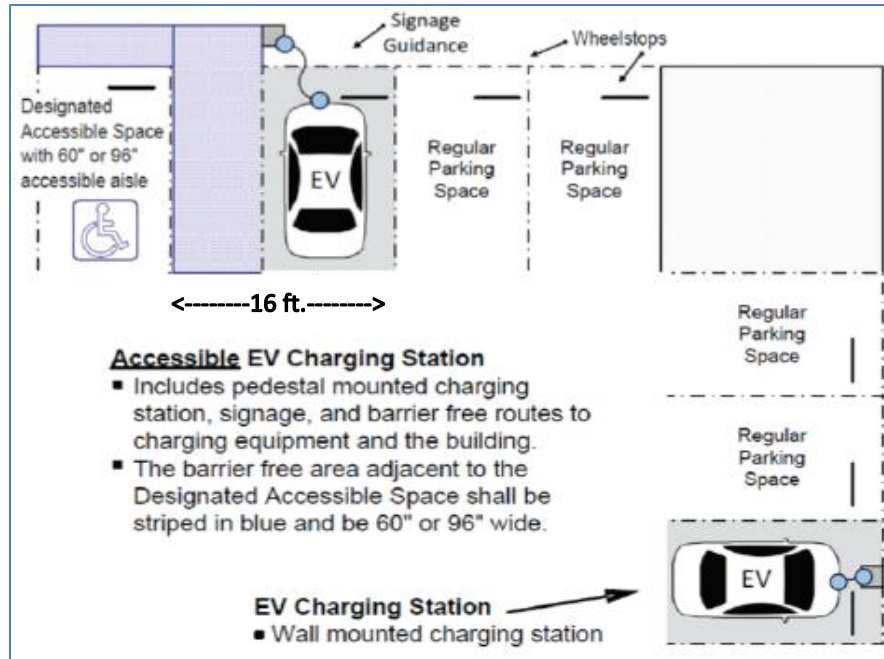 Signage
Guidance
Wheelstops
Designated
Accessible Space
with 60" or 96"
accessible aisle
EV
Regular
Parking
Space
Regular
Parking
Space
<--------16 ft.-------->
Regular
Parking
Space
Accessible EV Charging Station
▪ Includes pedestal mounted charging
station, signage, and barrier free routes to
charging equipment and the building.
▪ The barrier free area adjacent to the
Designated Accessible Space shall be
striped in blue and be 60" or 96" wide.
Regular
Parking
Space
EV
EV Charging Station
▪ Wall mounted charging station